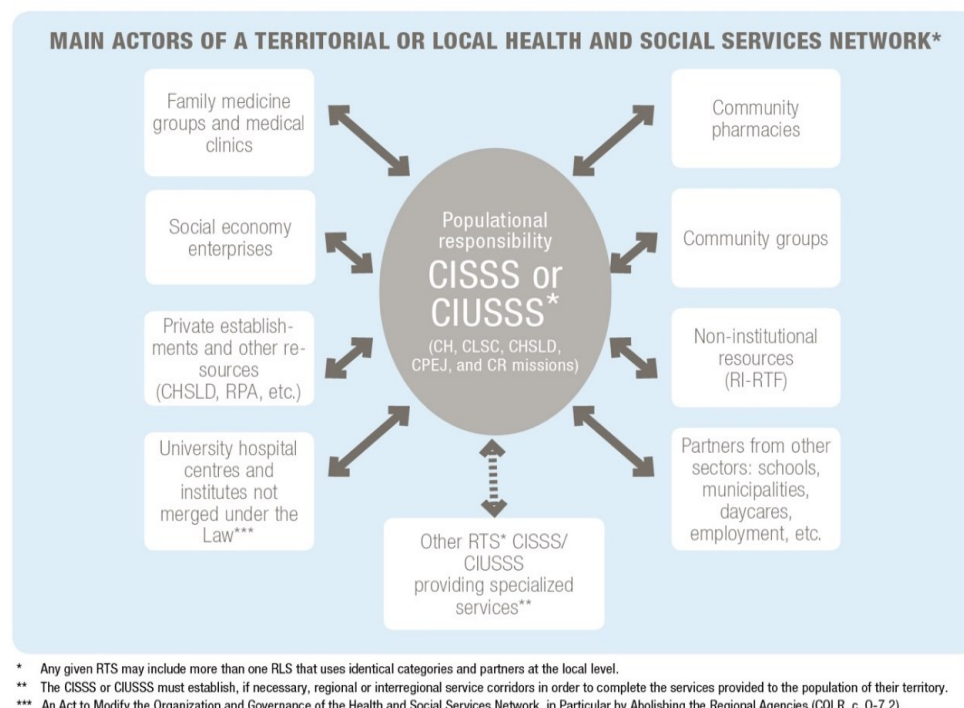 MAIN ACTORS OF A TERRITORIAL OR LOCAL HEALTH AND SOCIAL SERVICES NETWORK*
Family medicine
groups and medical
clinics
Social economy
enterprises
Private establish-
ments and other re-
sources
(CHSLD, RPA, etc.)
University hospital
centres and
institutes not
merged under the
Law***
Populational
responsibility
CISSS or
CIUSSS*
(CH, CLSC, CHSLD,
CPEJ, and CR missions)
Other RTS* CISSS/
CIUSSS
providing specialized
services**
Community
pharmacies
Community groups
Non-institutional
resources
(RI-RTF)
Partners from other
sectors: schools,
municipalities,
daycares,
employment, etc.
* Any given RTS may include more than one RLS that uses identical categories and partners at the local level.
** The CISSS or CIUSSS must establish, if necessary, regional or interregional service corridors in order to complete the services provided to the population of their territory.
*** An Act to Modify the Organization and Governance of the Health and Social Services Network, in Particular by Abolishing the Regional Agencies (CQLR, c. O-7.2)